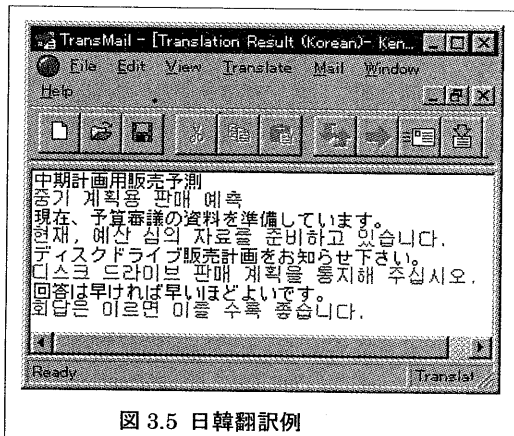 TransMail - [Translation Result (Korean)- Ken...
File Edit View Translate Mail Window
Help
中期計画用販売予測
중기 계획용 판매 예측
現在、予算審議の資料を準備しています。
현재, 예산 심의 자료를 준비하고 있습니다.
ディスクドライブ販売計画をお知らせ下さい。
디스크 드라이브 판매 계획을 통지해 주십시오.
回答は早ければ早いほどよいです。
회답은 이르면 이를 수록 좋습니다.
Ready Translat
図 3.5 日韓翻訳例